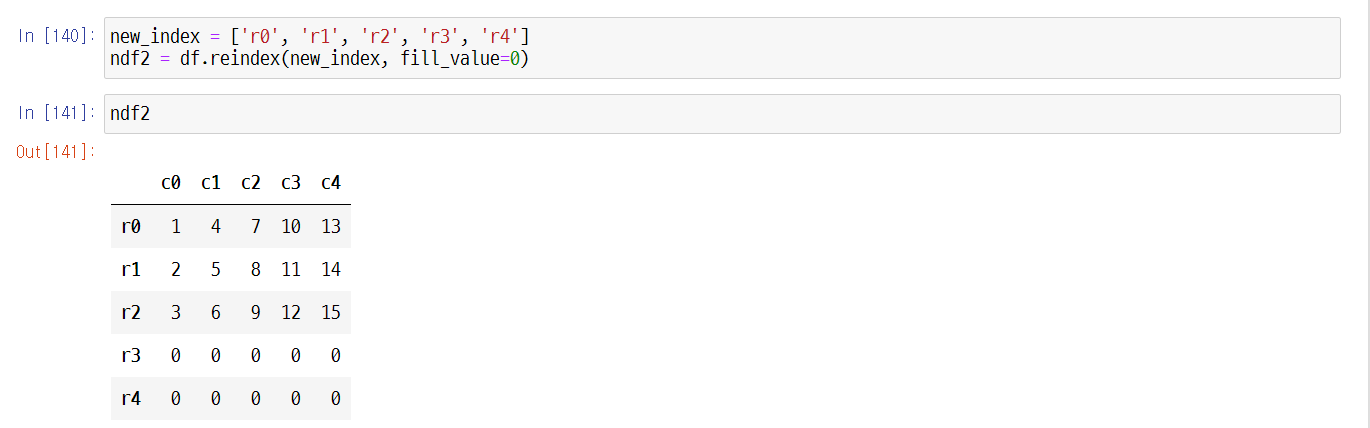 In [140]: new_index = ['r0', 'r1', 'r2', 'r3', 'r4']
ndf2 = df.reindex(new_index, fill_value=0)
In [141]: ndf2
Out[141]:
c0 c1 c2 c3 c4
r0 1 4 7 10 13
r1 2 5 8 11 14
r2 3 6 9 12 15
r3 0 0 0 0 0
r4 0 0 0 0 0